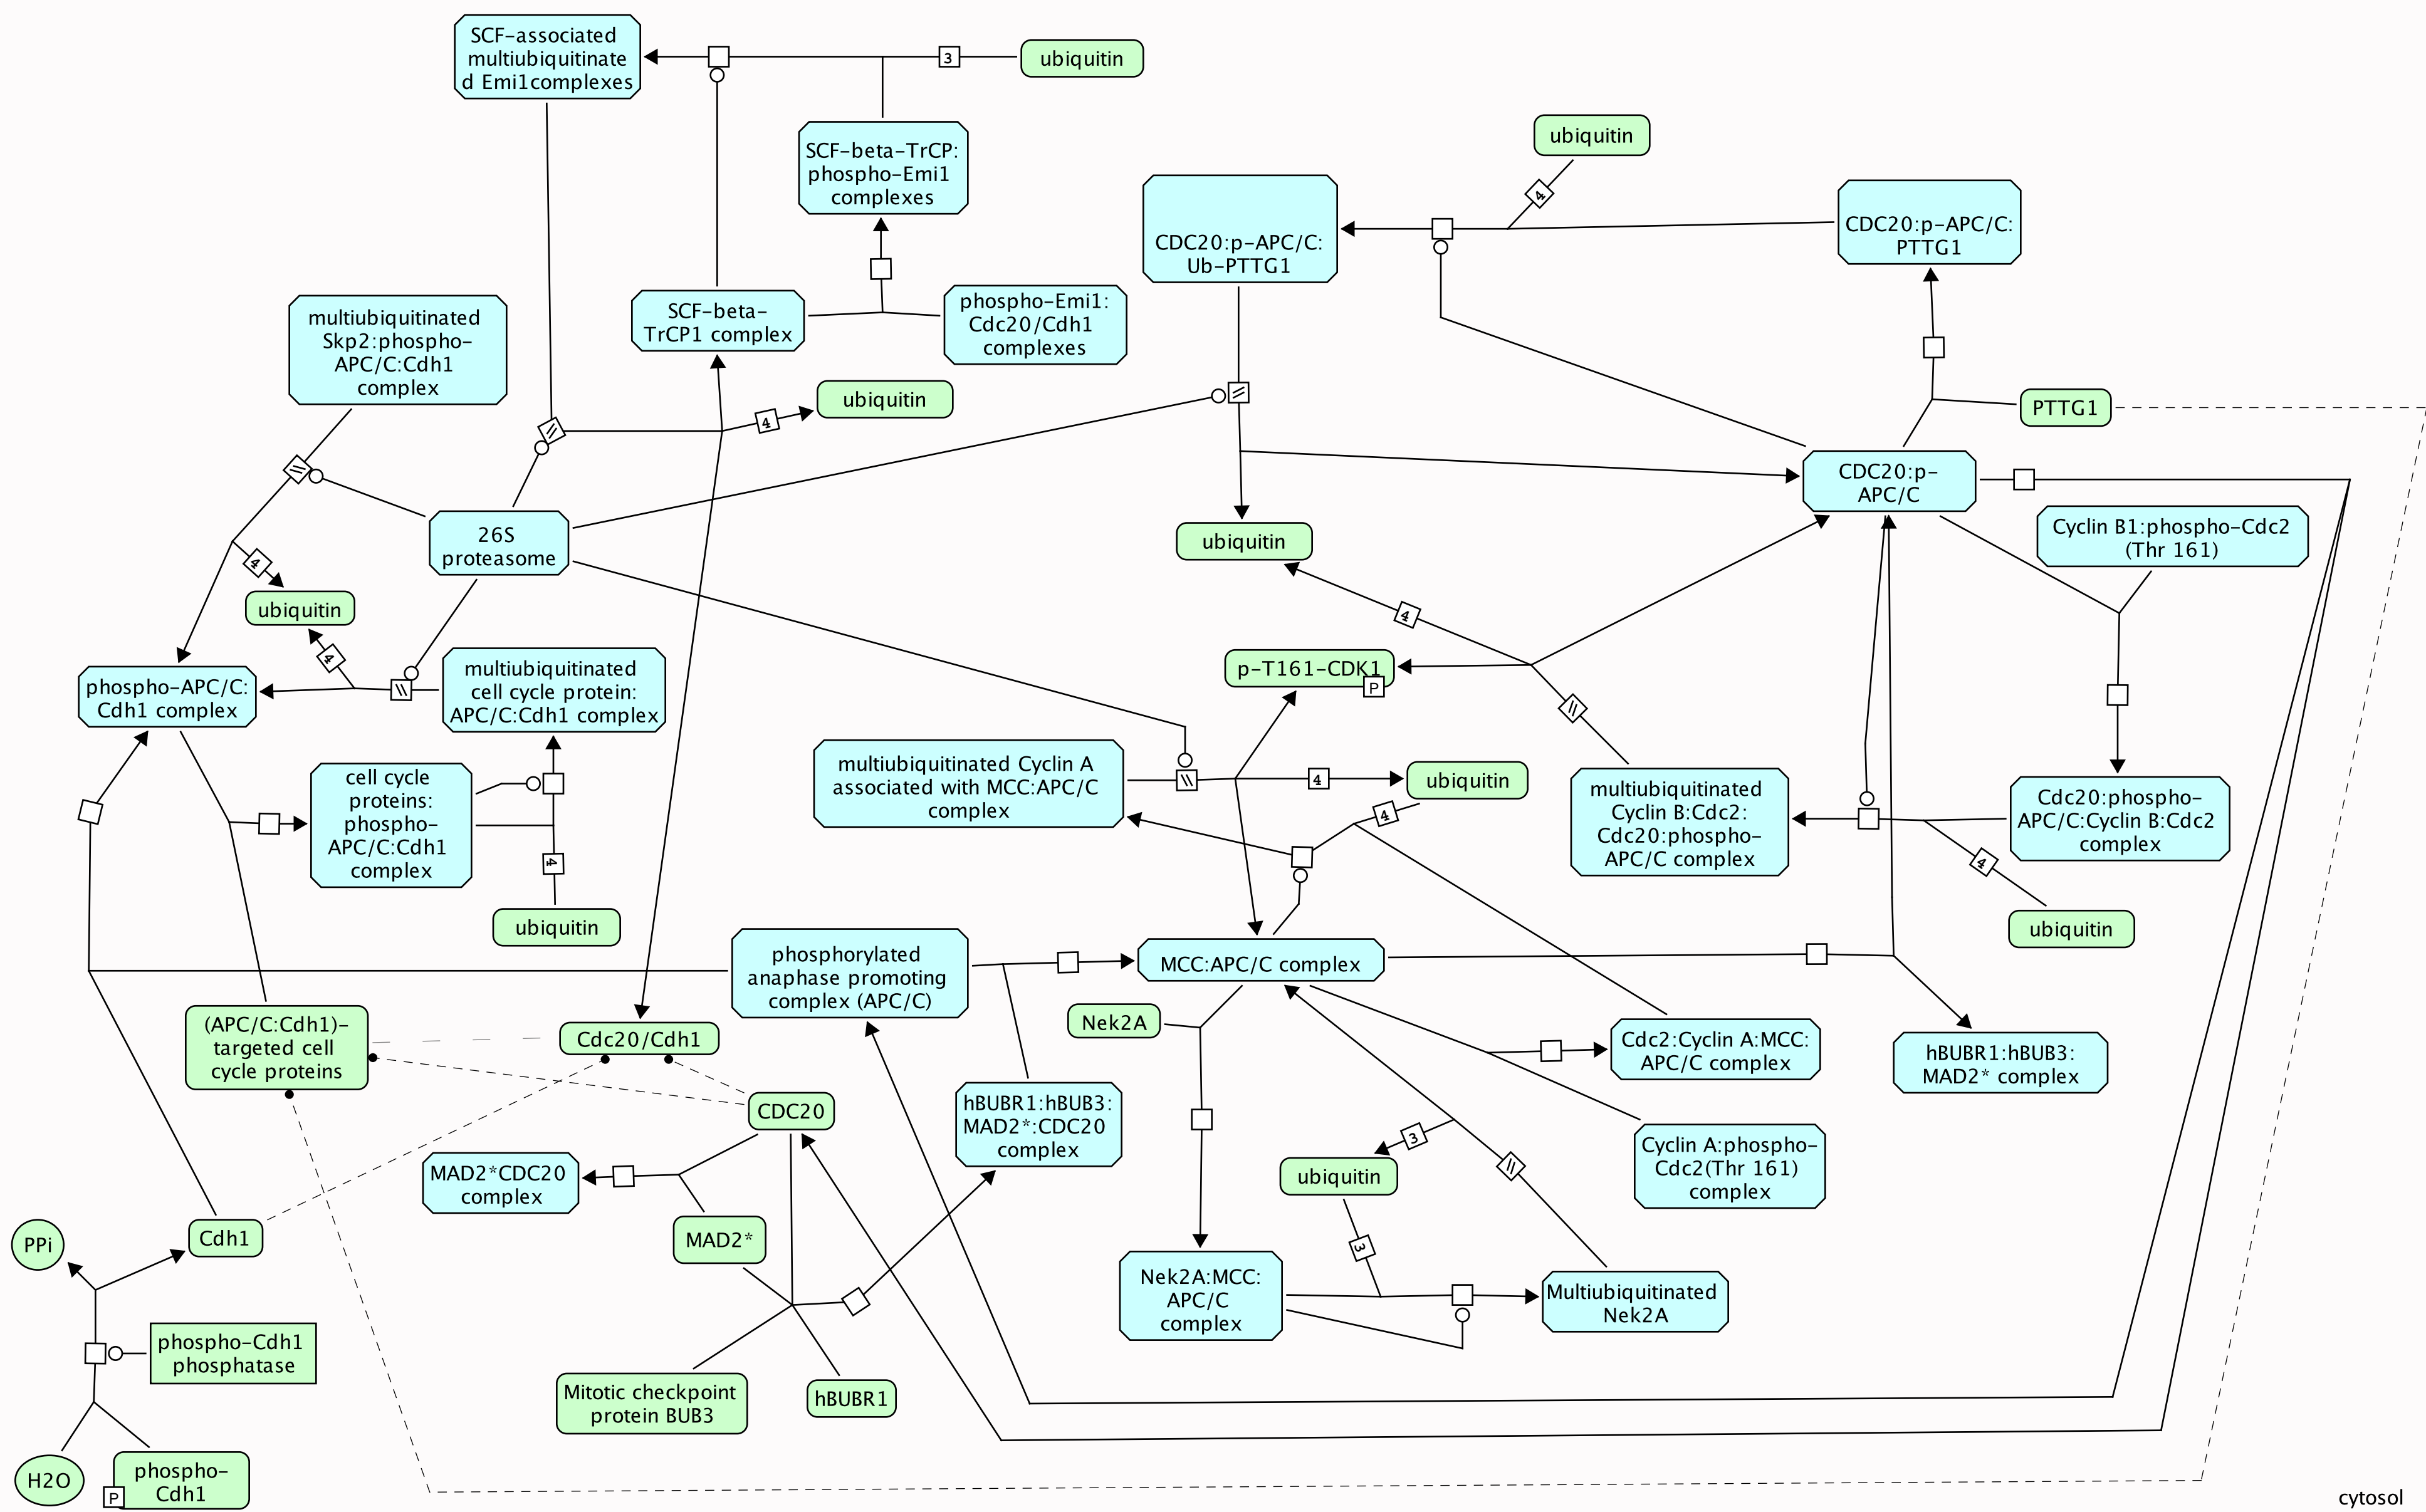 SCF-associated
multiubiquitinate
d Emi1complexes
3
ubiquitin
ubiquitin
4
SCF-beta-TrCP:
phospho-Emi1
complexes
CDC20:p-APC/C:
Ub-PTTG1
CDC20:p-APC/C:
PTTG1
multiubiquitinated
Skp2:phospho-
APC/C:Cdh1
complex
SCF-beta-
TrCP1 complex
phospho-Emi1:
Cdc20/Cdh1
complexes
ubiquitin
4
PTTG1
26S
proteasome
CDC20:p-
APC/C
ubiquitin
Cyclin B1:phospho-Cdc2
(Thr 161)
4
ubiquitin
4
4
phospho-APC/C:
Cdh1 complex
multiubiquitinated
cell cycle protein:
APC/C:Cdh1 complex
p-T161-CDK1
P
cell cycle
proteins:
phospho-
APC/C:Cdh1
complex
4
ubiquitin
multiubiquitinated Cyclin A
associated with MCC:APC/C
complex
4
ubiquitin
4
multiubiquitinated
Cyclin B:Cdc2:
Cdc20:phospho-
APC/C complex
Cdc20:phospho-
APC/C:Cyclin B:Cdc2
complex
4
ubiquitin
phosphorylated
anaphase promoting
complex (APC/C)
MCC:APC/C complex
(APC/C:Cdh1)-
targeted cell
cycle proteins
Cdc20/Cdh1
Nek2A
Cdc2:Cyclin A:MCC:
APC/C complex
hBUBR1:hBUB3:
MAD2* complex
CDC20
hBUBR1:hBUB3:
MAD2*:CDC20
complex
3
ubiquitin
Cyclin A:phospho-
Cdc2(Thr 161)
complex
MAD2*CDC20
complex
MAD2*
3
PPi
Cdh1
Nek2A:MCC:
APC/C
complex
Multiubiquitinated
Nek2A
phospho-Cdh1
phosphatase
Mitotic checkpoint
protein BUB3
hBUBR1
H2O
phospho-
Cdh1
P
cytosol